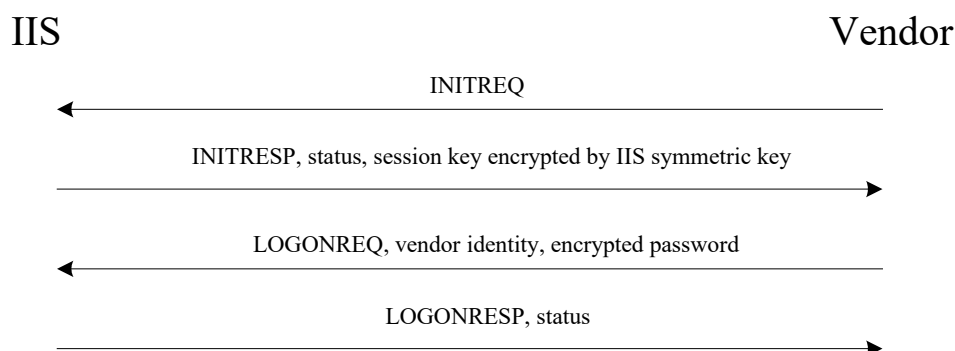 IIS
Vendor
INITREQ
INITRESP, status, session key encrypted by IIS symmetric key
LOGONREQ, vendor identity, encrypted password
LOGONRESP, status